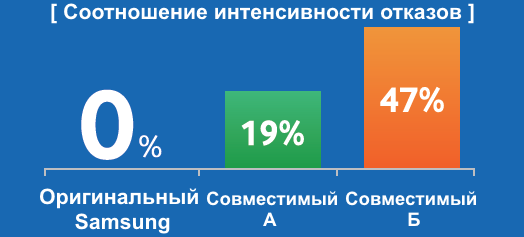 [ Соотношение интенсивности отказов ]
0%
19%
47%
Оригинальный
Samsung
Совместимый
А
Совместимый
Б